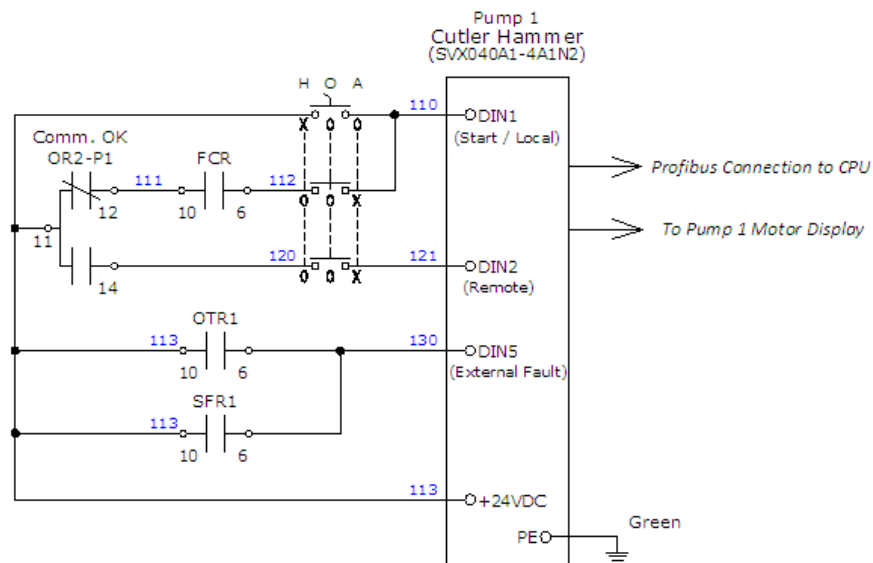 Pump 1
Cutler Hammer
(SVX040A1-4A1N2)
H O A
110
DIN1
X O O
(Start / Local)
Comm. OK
OR2-P1
FCR
111
112
Profibus Connection to CPU
12
10
6
O O X
11
To Pump 1 Motor Display
120
121
DIN2
14
O O X
(Remote)
OTR1
113
130
DIN5
10
6
(External Fault)
SFR1
113
10
6
113
+24VDC
Green
PE